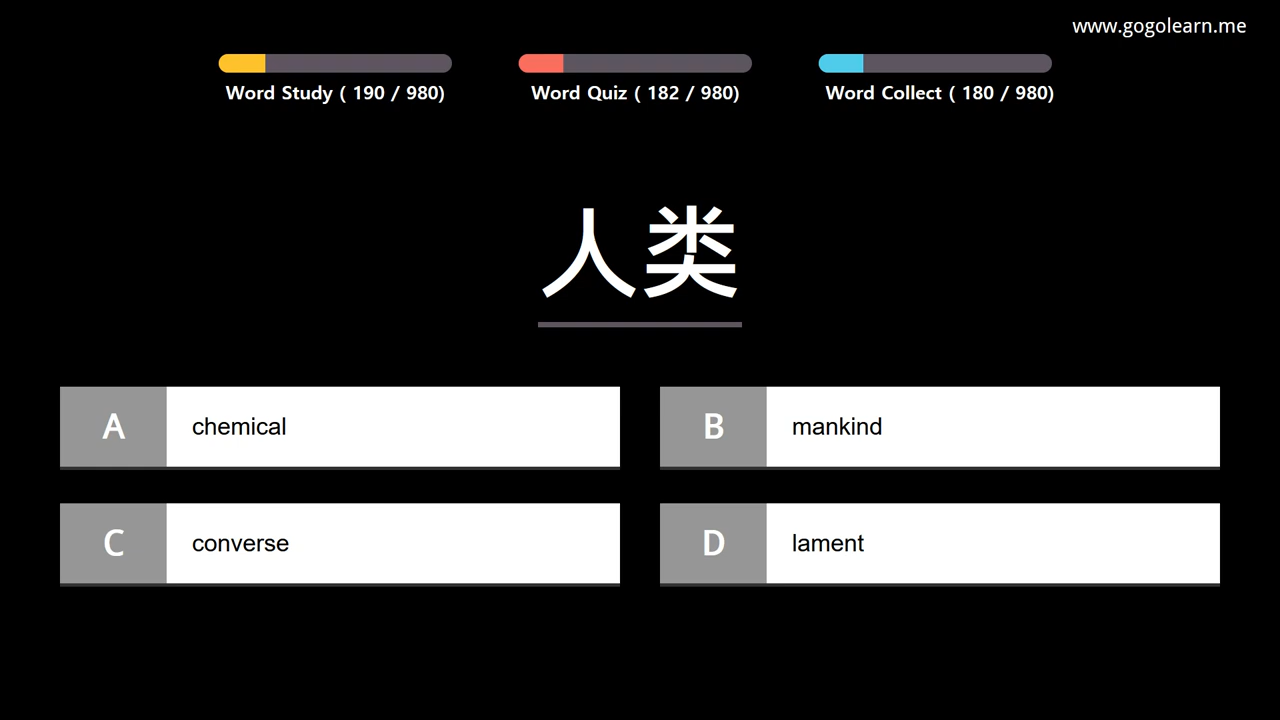 www.gogolearn.me
Word Study ( 190 / 980)
Word Quiz ( 182 / 980)
Word Collect ( 180 / 980)
人类
A chemical
B mankind
C converse
D lament